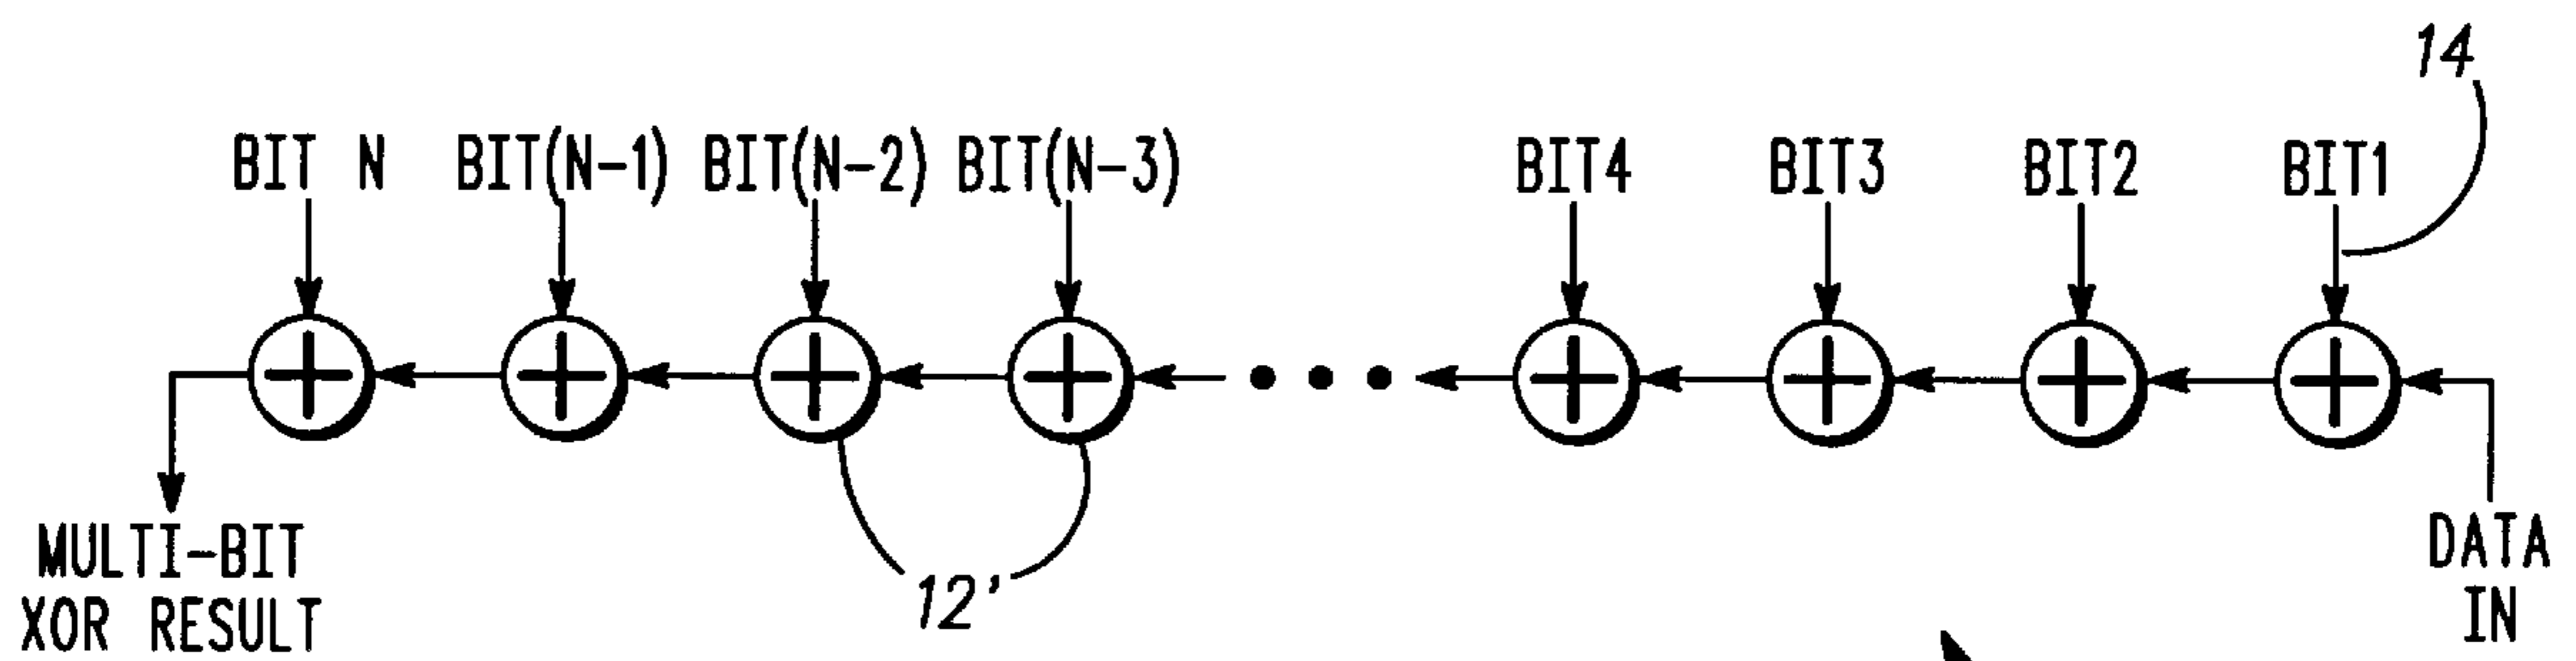 14
BIT N BIT(N-1) BIT(N-2) BIT(N-3) BIT4 BIT3 BIT2 BIT1
MULTI-BIT
XOR RESULT
12'
DATA
IN